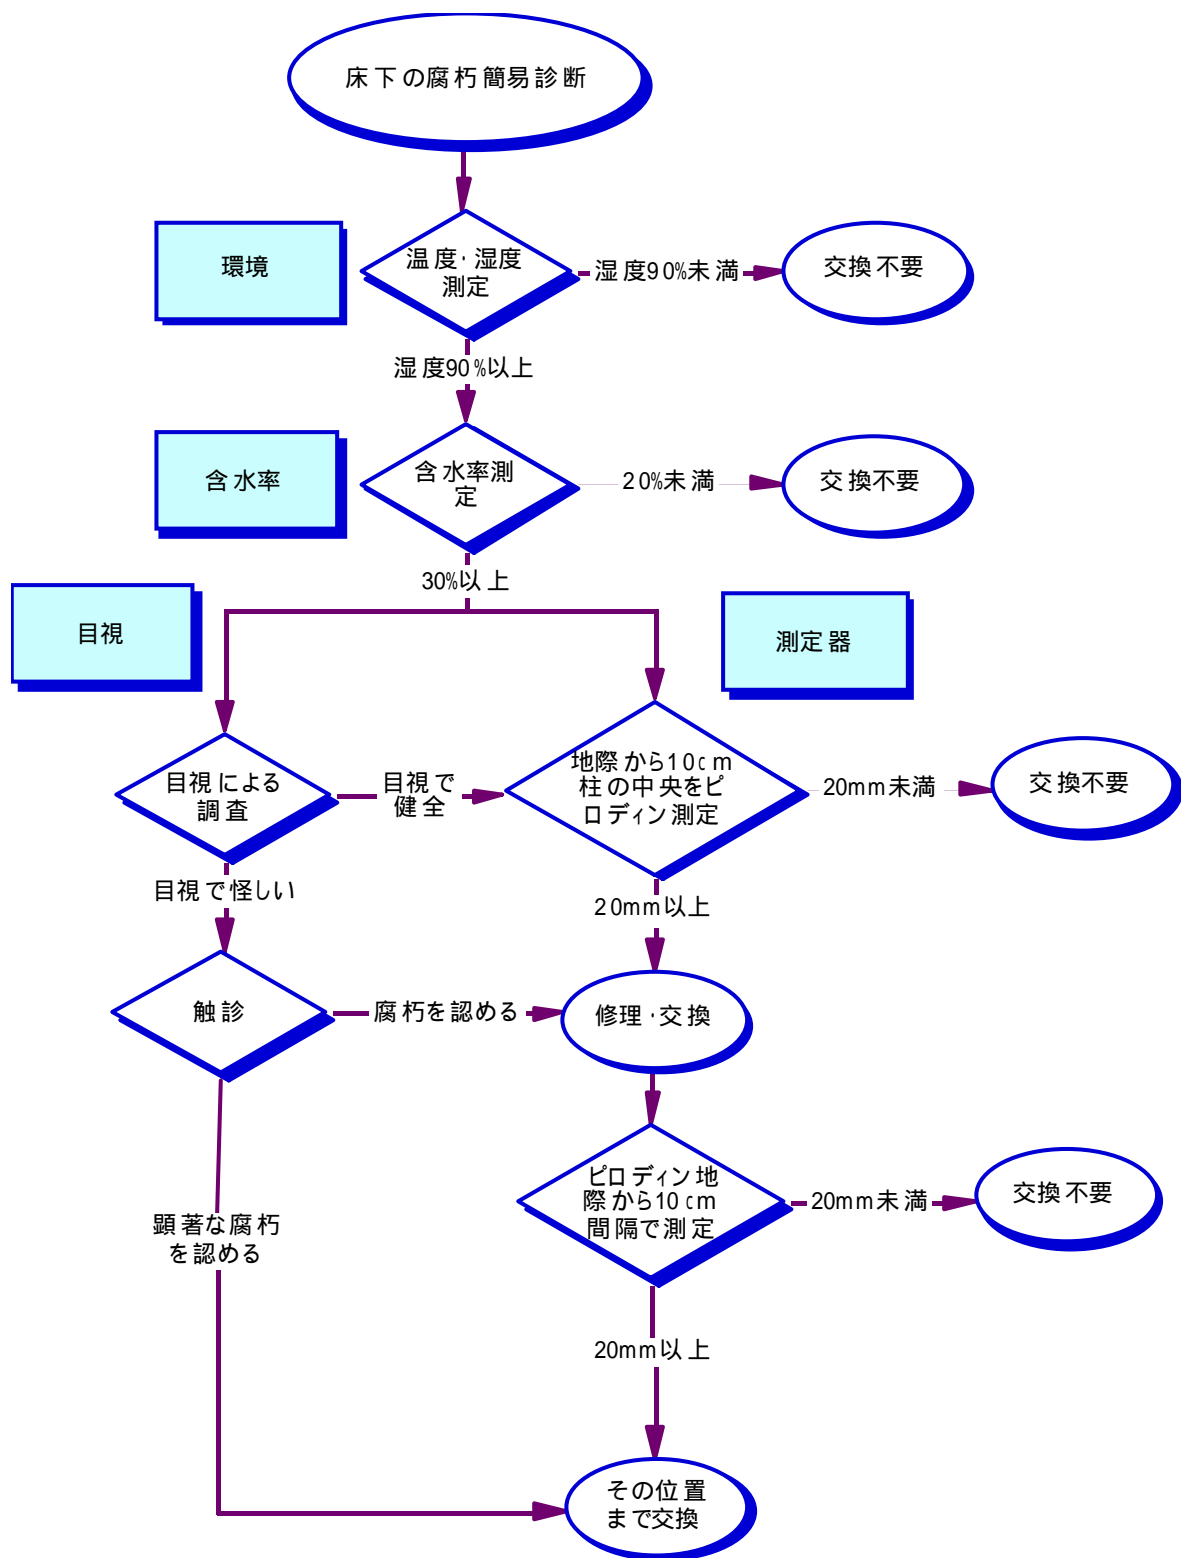 床下の腐朽簡易診断
環境
温度・湿度
測定
湿度90%未満
交換不要
湿度90%以上
含水率
含水率測
定
20%未満
交換不要
30%以上
目視
測定器
目視による
調査
目視で
健全
地際から10cm
柱の中央をピ
ロディン測定
20mm未満
交換不要
目視で怪しい
20mm以上
触診
腐朽を認める
修理・交換
ピロディン地
際から10cm
間隔で測定
20mm未満
交換不要
顕著な腐朽
を認める
20mm以上
その位置
まで交換